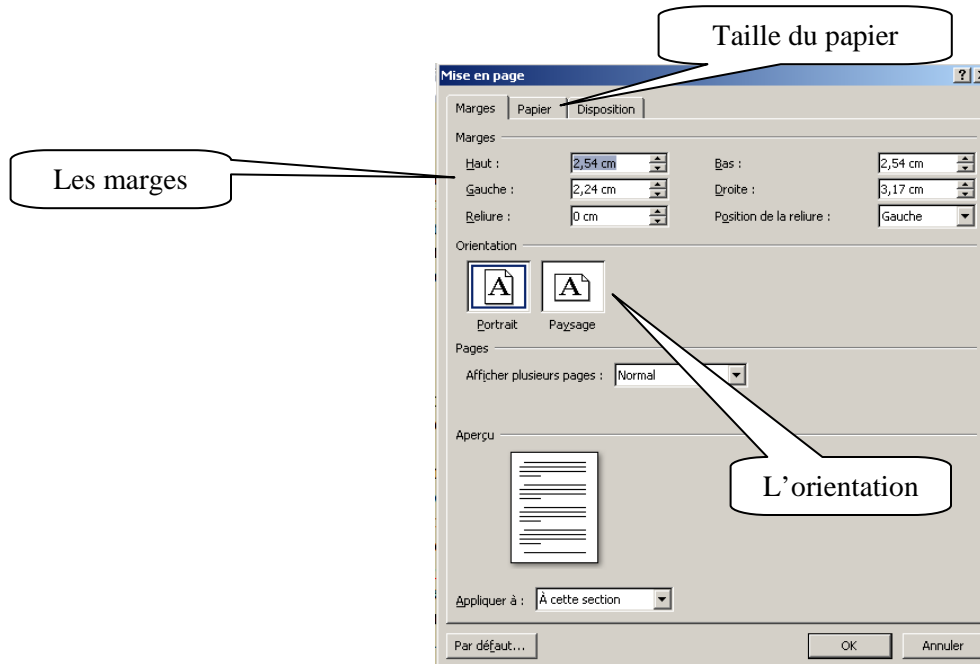 Taille du papier
Mise en page
Marges Papier Disposition
Marges
Haut : 2,54 cm Bas : 2,54 cm
Les marges
Gauche : 2,24 cm Droite : 3,17 cm
Reliure : 0 cm Position de la reliure : Gauche
Orientation
A A
Portrait Paysage
Pages
Afficher plusieurs pages : Normal
Aperçu
L’orientation
Appliquer à : À cette section
Par défaut... OK Annuler